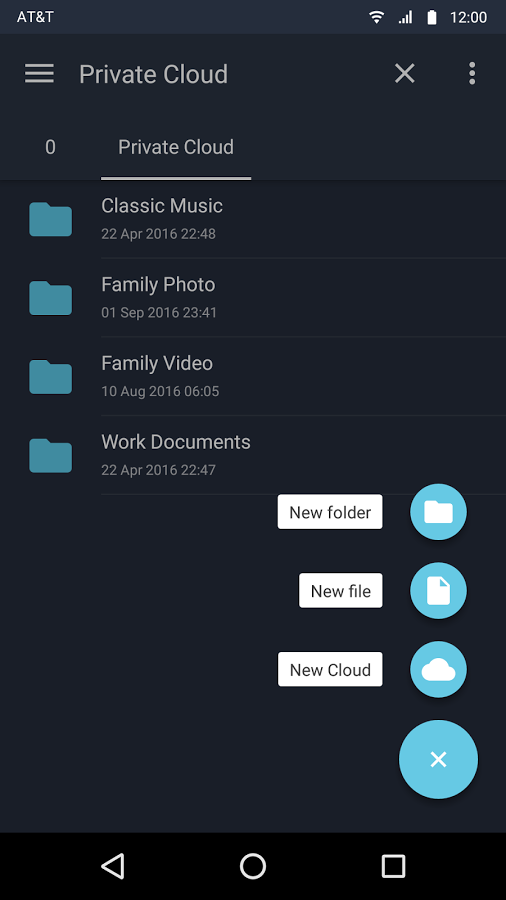 AT&T
12:00
Private Cloud
0
Private Cloud
Classic Music
22 Apr 2016 22:48
Family Photo
01 Sep 2016 23:41
Family Video
10 Aug 2016 06:05
Work Documents
22 Apr 2016 22:47
New folder
New file
New Cloud